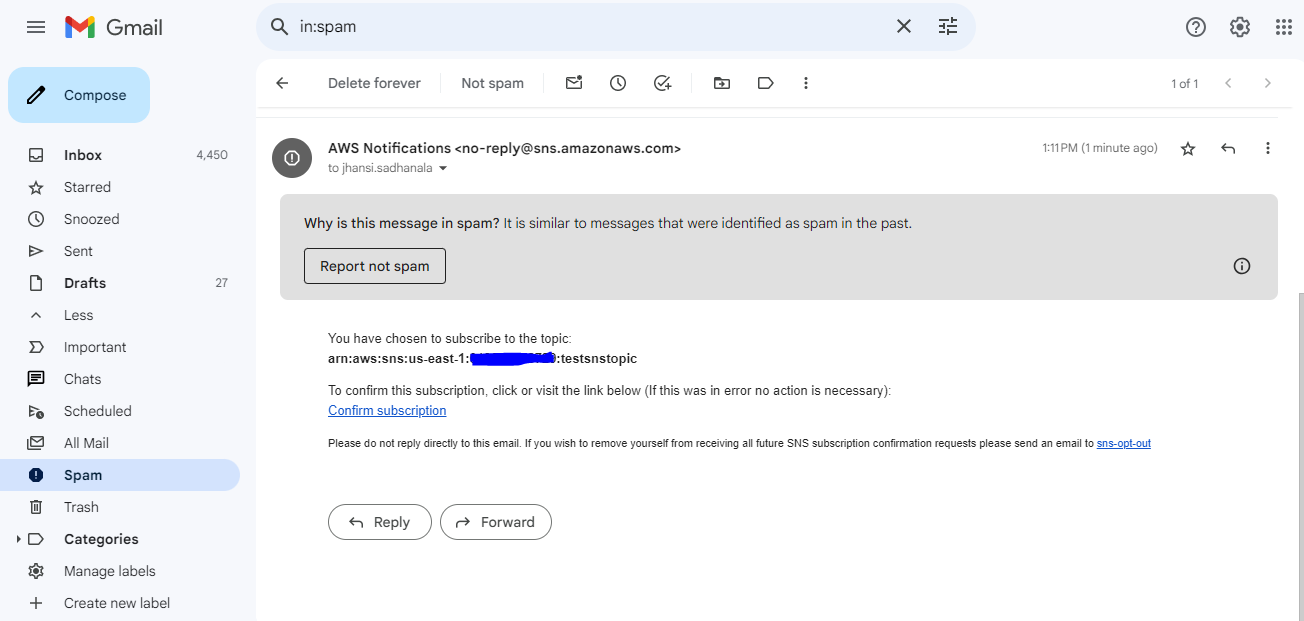 Gmail
in:spam
Compose
Delete forever
Not spam
1 of 1
Inbox 4,450
Starred
Snoozed
Sent
Drafts 27
Less
Important
Chats
Scheduled
All Mail
Spam
Trash
Categories
Manage labels
Create new label
AWS Notifications <no-reply@sns.amazonaws.com>
1:11 PM (1 minute ago)
to jhansi.sadhanala
Why is this message in spam? It is similar to messages that were identified as spam in the past.
Report not spam
You have chosen to subscribe to the topic:
arn:aws:sns:us-east-1: :testsnstopic
To confirm this subscription, click or visit the link below (If this was in error no action is necessary):
Confirm subscription
Please do not reply directly to this email. If you wish to remove yourself from receiving all future SNS subscription confirmation requests please send an email to sns-opt-out
Reply
Forward